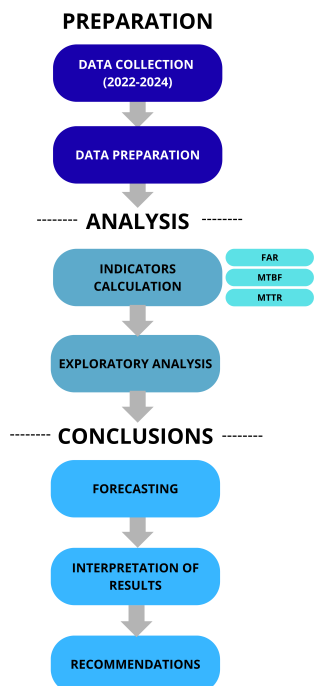 PREPARATION
DATA COLLECTION
(2022-2024)
DATA PREPARATION
-------- ANALYSIS --------
INDICATORS
CALCULATION
FAR
MTBF
MTTR
EXPLORATORY ANALYSIS
-------- CONCLUSIONS --------
FORECASTING
INTERPRETATION OF
RESULTS
RECOMMENDATIONS